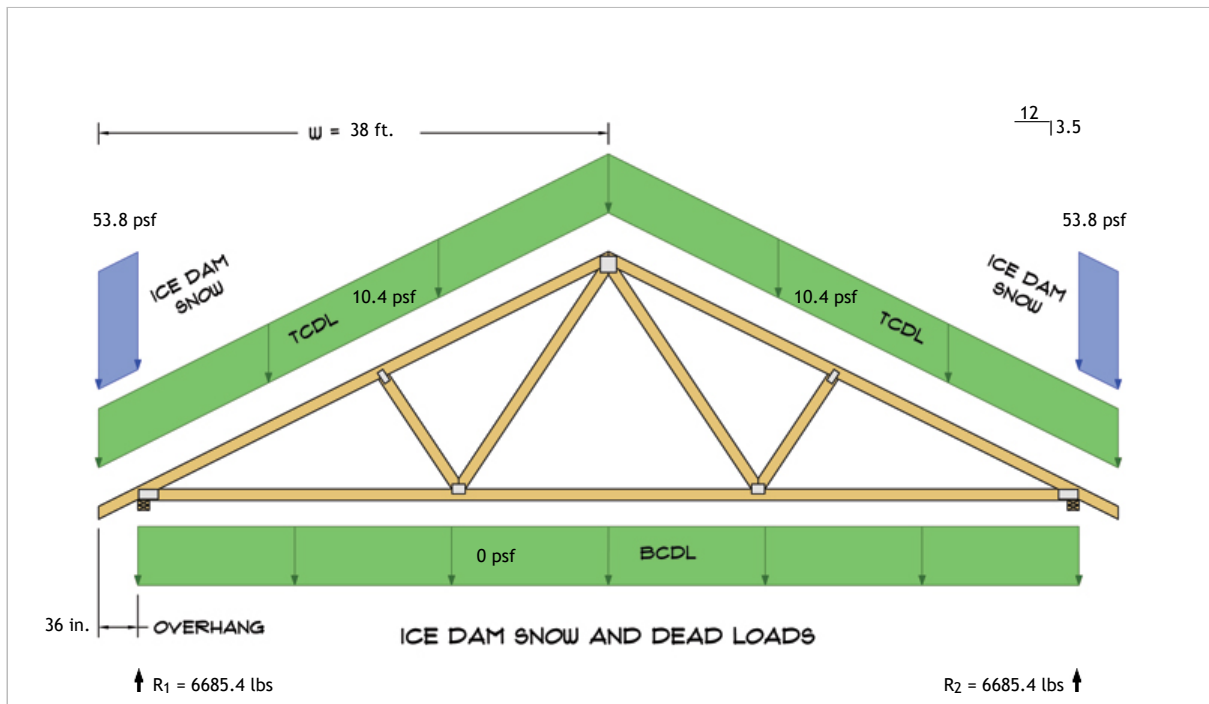 W = 38 ft.
12
3.5
53.8 psf
53.8 psf
ICE DAM
SNOW
ICE DAM
SNOW
10.4 psf
10.4 psf
TCDL
TCDL
0 psf
BCDL
36 in.
OVERHANG
ICE DAM SNOW AND DEAD LOADS
R1 = 6685.4 lbs
R2 = 6685.4 lbs